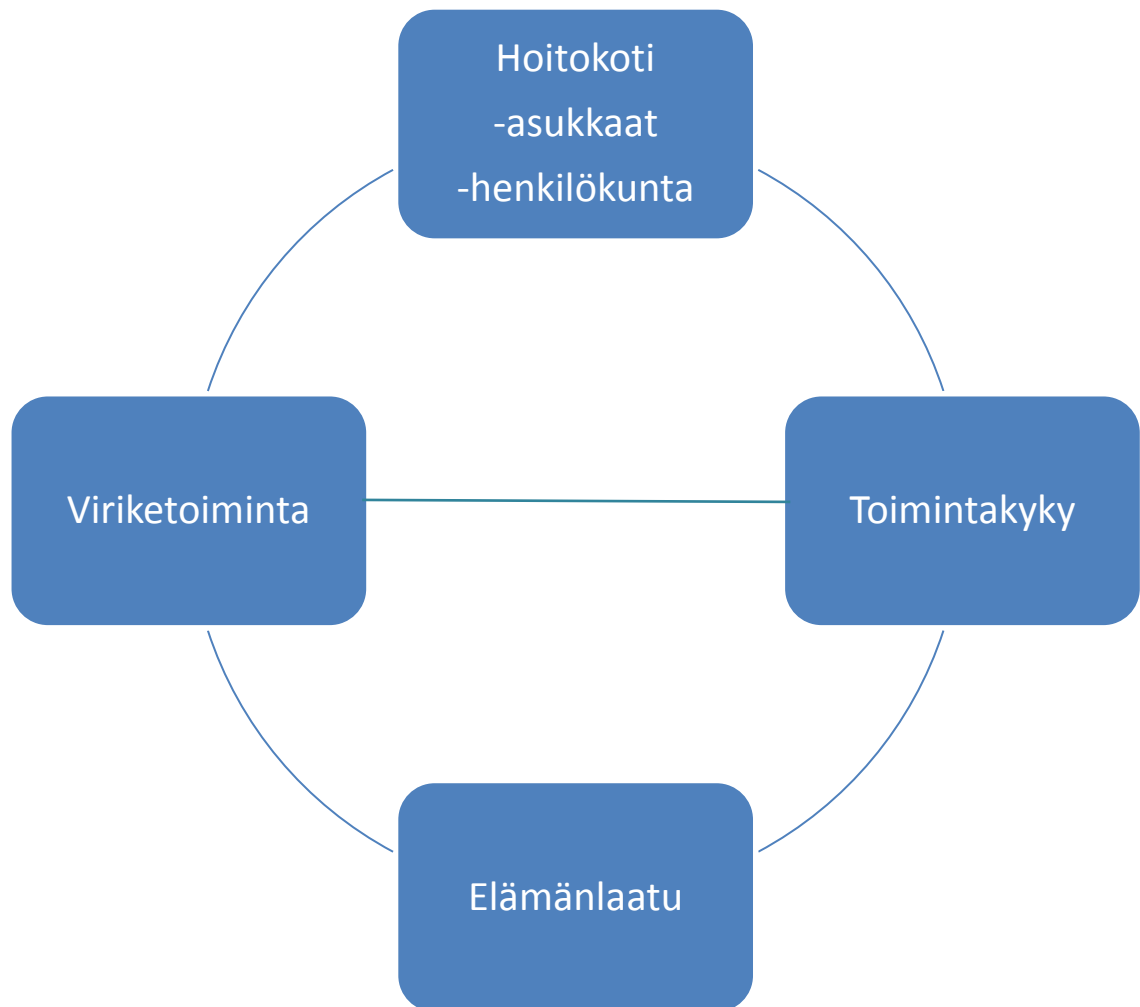 Hoitokoti
-asukkaat
-henkilökunta
Viriketoiminta
Toimintakyky
Elämänlaatu